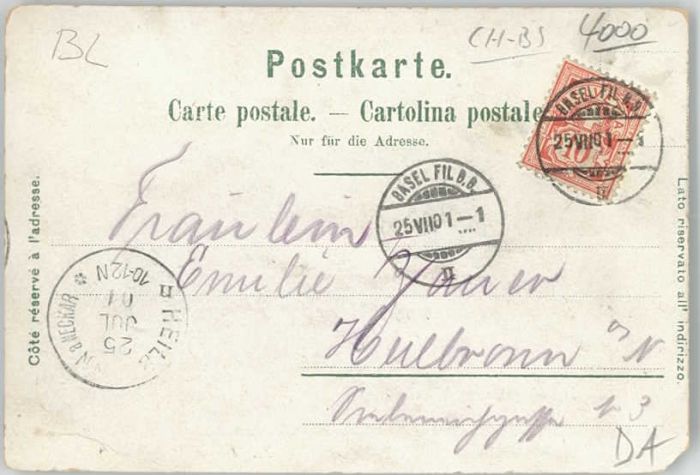 BL
CH-BS
4000
Postkarte.
Carte postale. — Cartolina postale
Nur für die Adresse.
BASEL FIL.B.B.
25 VII 01 — 1
10
BASEL FIL.B.B.
25 VII 01 — 1
Côté réservé à l'adresse.
Lato riservato all' indirizzo.
Fräulein
Emilie
Heilbronn a/N
3
HEILBRONN a NECKAR
25
JUL
01
10-12N
DA